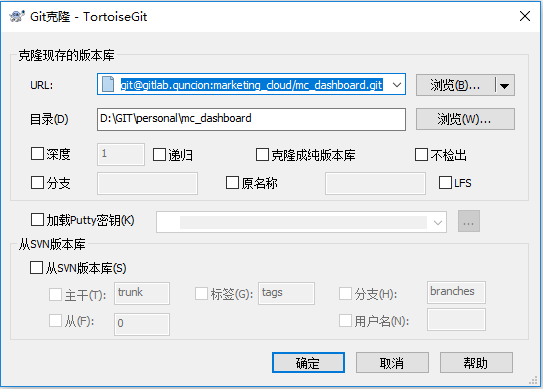 Git克隆 - TortoiseGit
克隆现存的版本库
URL: git@gitlab.quncion:marketing_cloud/mc_dashboard.git 浏览(B)...
目录(D) D:\GIT\personal\mc_dashboard 浏览(W)...
深度 1 递归 克隆成纯版本库 不检出
分支 原名称 LFS
加载Putty密钥(K) ...
从SVN版本库
从SVN版本库(S)
主干(T): trunk 标签(G): tags 分支(H): branches
从(F): 0 用户名(N):
确定 取消 帮助